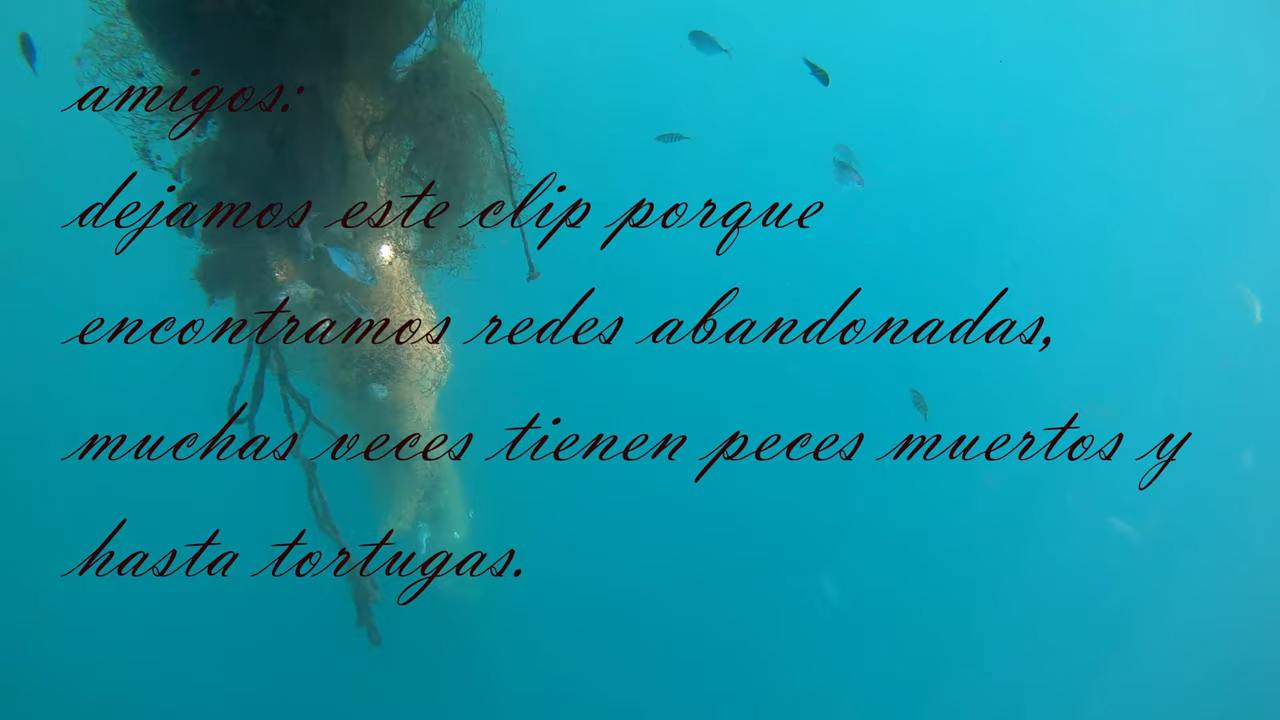 amigos:
dejamos este clip porque
encontramos redes abandonadas,
muchas veces tienen peces muertos y
hasta tortugas.